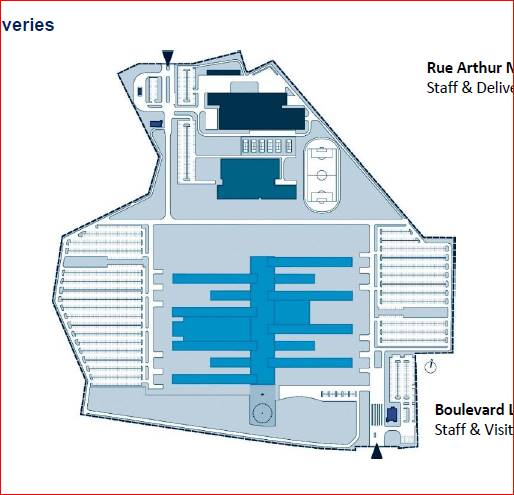 veries
Rue Arthur N
Staff & Delive
Boulevard L
Staff & Visit